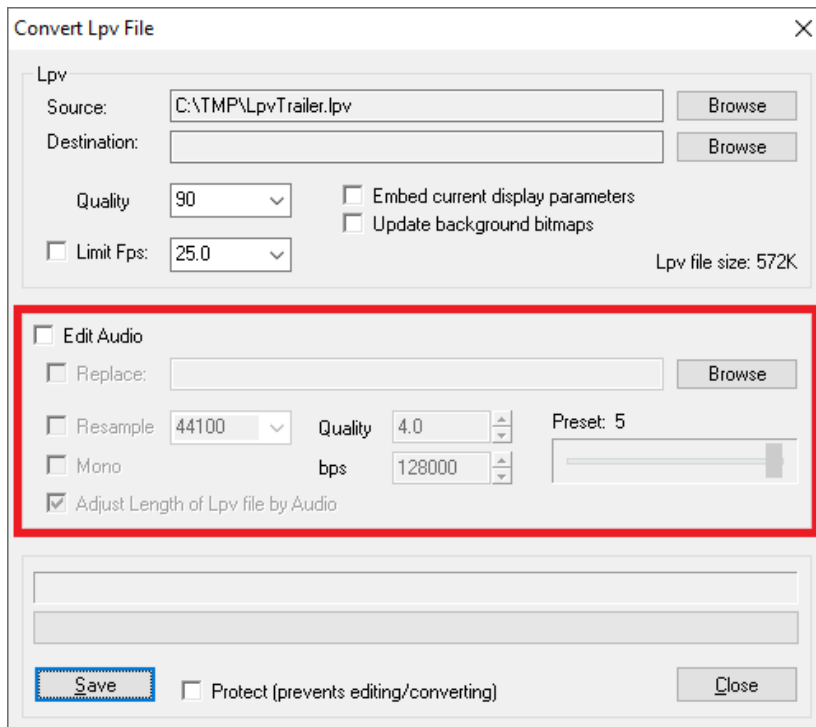 Convert Lpv File
Lpv
Source: C:\TMP\LpvTrailer.lpv Browse
Destination: Browse
Quality 90 Embed current display parameters
Update background bitmaps
Limit Fps: 25.0 Lpv file size: 572K
Edit Audio
Replace: Browse
Resample 44100 Quality 4.0 Preset: 5
Mono bps 128000
Adjust Length of Lpv file by Audio
Save Protect (prevents editing/converting) Close